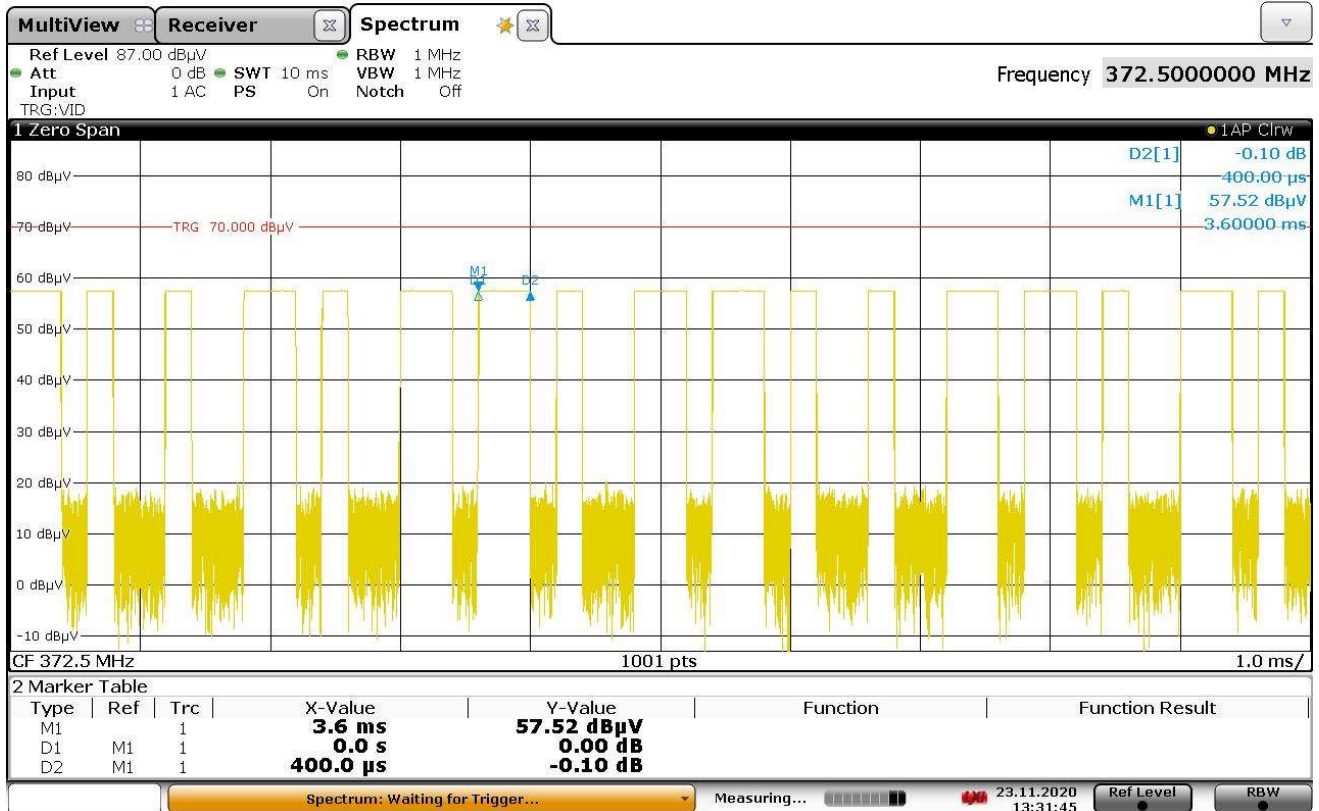 MultiView Receiver Spectrum
Ref Level 87.00 dBµV RBW 1 MHz
Att 0 dB SWT 10 ms VBW 1 MHz Frequency 372.5000000 MHz
Input 1 AC PS On Notch Off
TRG:VID
1 Zero Span 1AP Clrw
D2[1] -0.10 dB
80 dBµV 400.00 µs
M1[1] 57.52 dBµV
70 dBµV TRG 70.000 dBµV 3.60000 ms
M1
60 dBµV D1 D2
50 dBµV
40 dBµV
30 dBµV
20 dBµV
10 dBµV
0 dBµV
-10 dBµV
CF 372.5 MHz 1001 pts 1.0 ms/
2 Marker Table
Type Ref Trc X-Value Y-Value Function Function Result
M1 1 3.6 ms 57.52 dBµV
D1 M1 1 0.0 s 0.00 dB
D2 M1 1 400.0 µs -0.10 dB
Spectrum: Waiting for Trigger... Measuring... 23.11.2020 Ref Level RBW
13:31:45